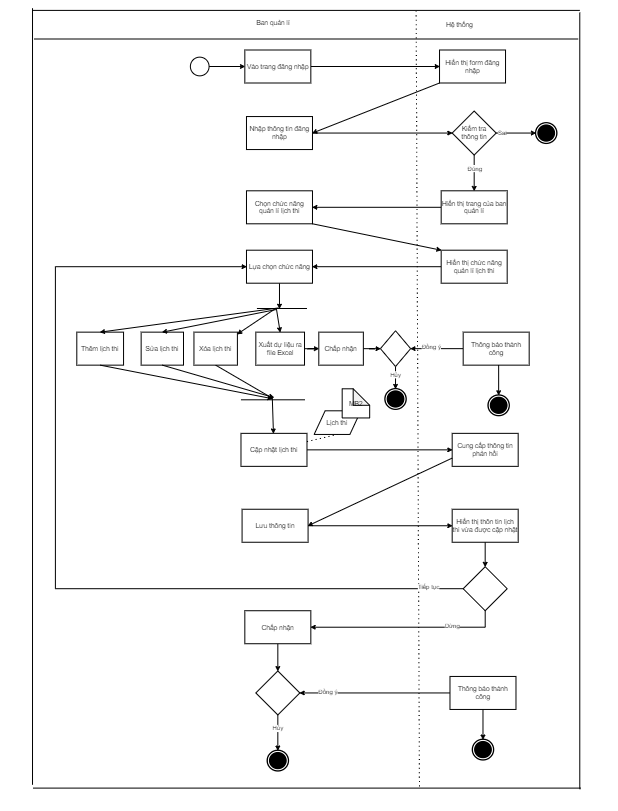 Ban quản lí
Hệ thống
Vào trang đăng nhập
Hiển thị form đăng
nhập
Nhập thông tin đăng
nhập
Kiểm tra
thông tin
Sai
Đúng
Chọn chức năng
quản lí lịch thi
Hiển thị trang của ban
quản lí
Lựa chọn chức năng
Hiển thị chức năng
quản lí lịch thi
Thêm lịch thi
Sửa lịch thi
Xóa lịch thi
Xuất dự liệu ra
file Excel
Chấp nhận
Đồng ý
Thông báo thành
công
Hủy
MB2
Lịch thi
Cập nhật lịch thi
Cung cấp thông tin
phản hồi
Lưu thông tin
Hiển thị thôn tin lịch
thi vừa được cập nhật
Tiếp tục
Dừng
Chấp nhận
Đồng ý
Thông báo thành
công
Hủy